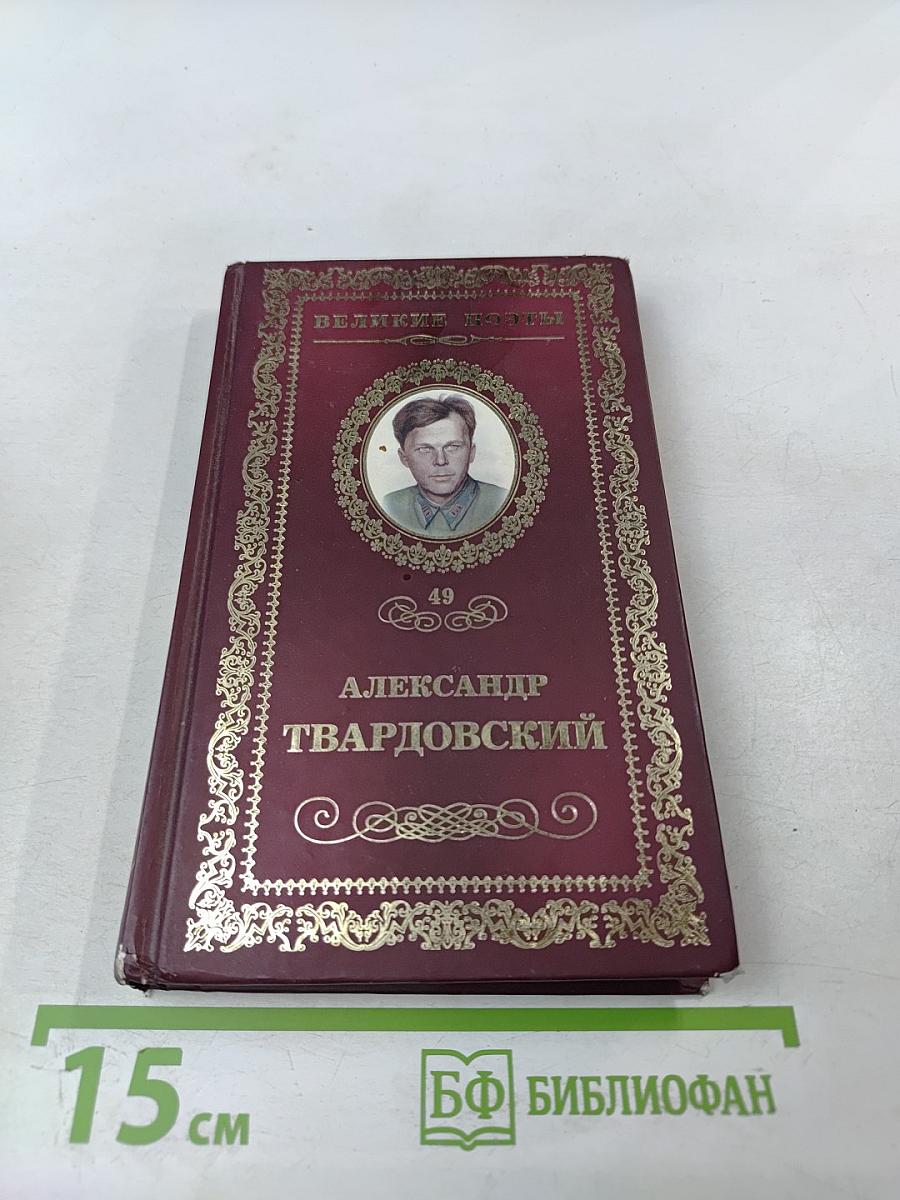 ВЕЛИКИЕ ПОЭТЫ
49
АЛЕКСАНДР
ТВАРДОВСКИЙ
15 см
БФ БИБЛИОФАН